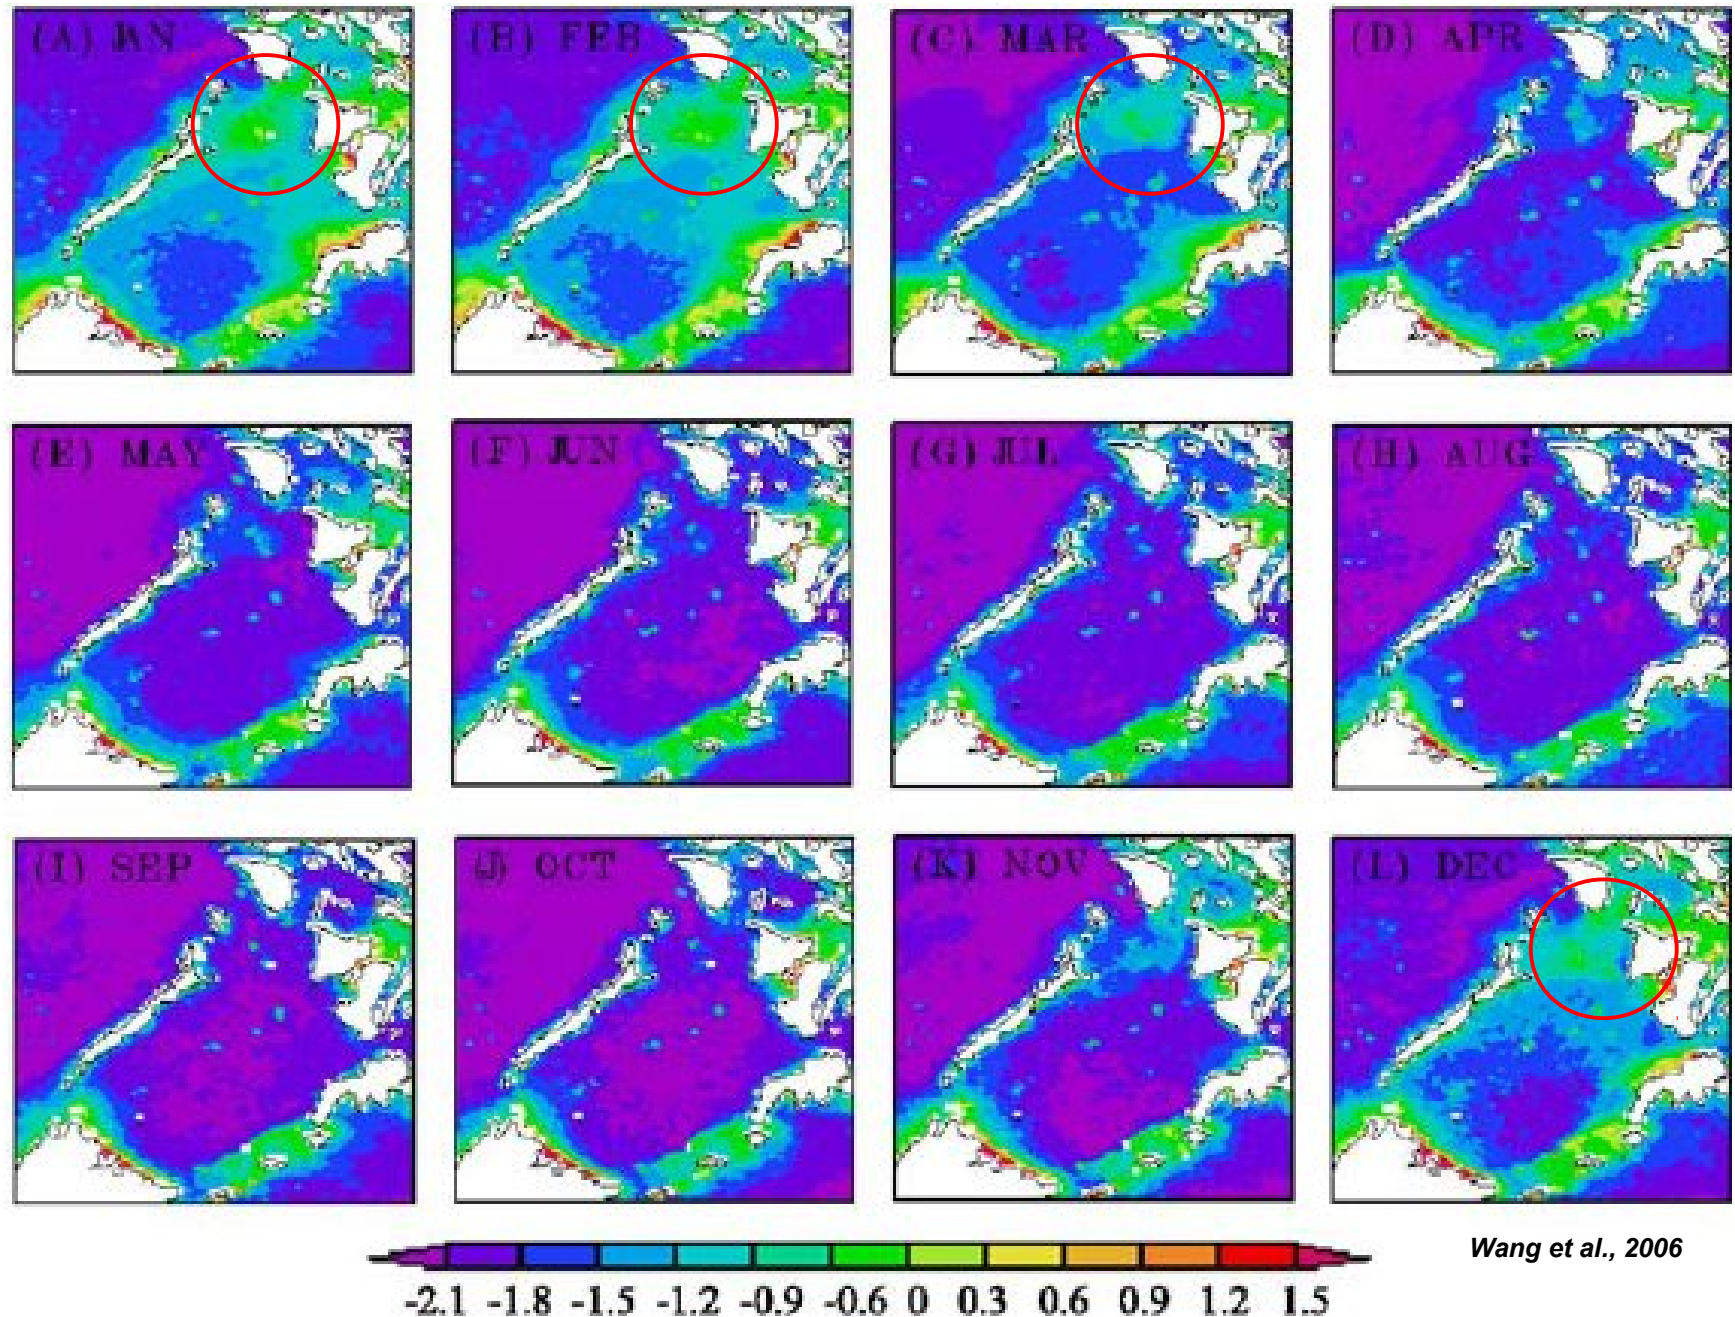 (A) JAN
(B) FEB
(C) MAR
(D) APR
(E) MAY
(F) JUN
(G) JUL
(H) AUG
(I) SEP
(J) OCT
(K) NOV
(L) DEC
Wang et al., 2006
-2.1 -1.8 -1.5 -1.2 -0.9 -0.6 0 0.3 0.6 0.9 1.2 1.5